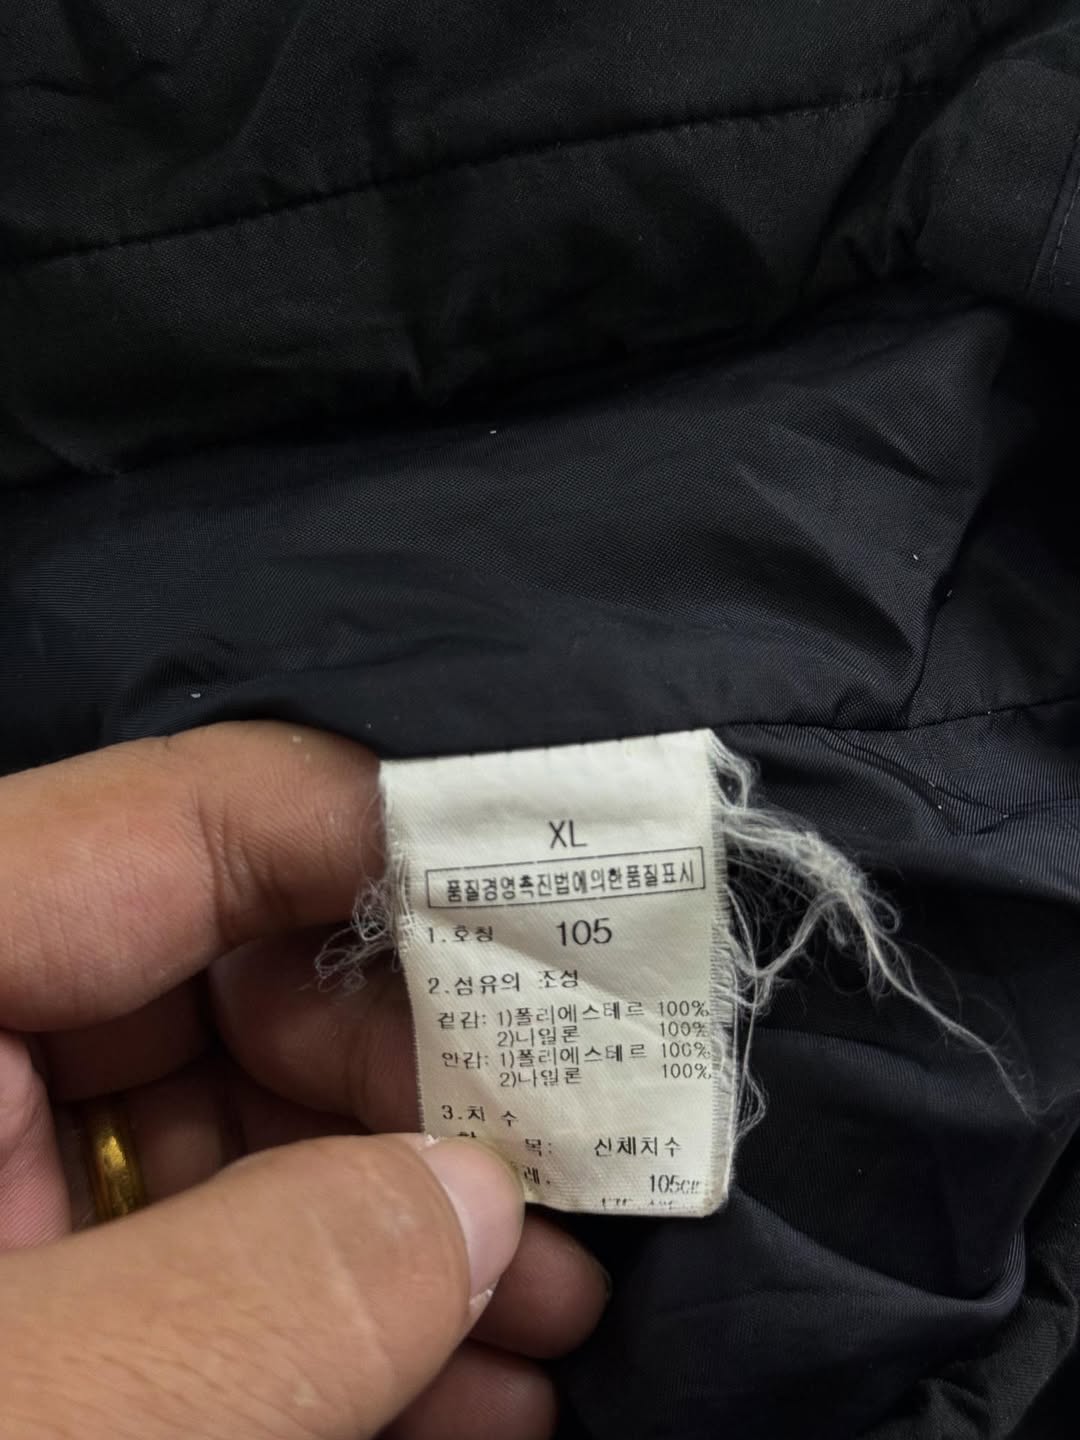 XL
품질경영촉진법에의한품질표시
1.호칭 105
2.섬유의 조성
겉감: 1)폴리에스테르 100%
2)나일론 100%
안감: 1)폴리에스테르 100%
2)나일론 100%
3.치 수
목: 신체치수
105cm